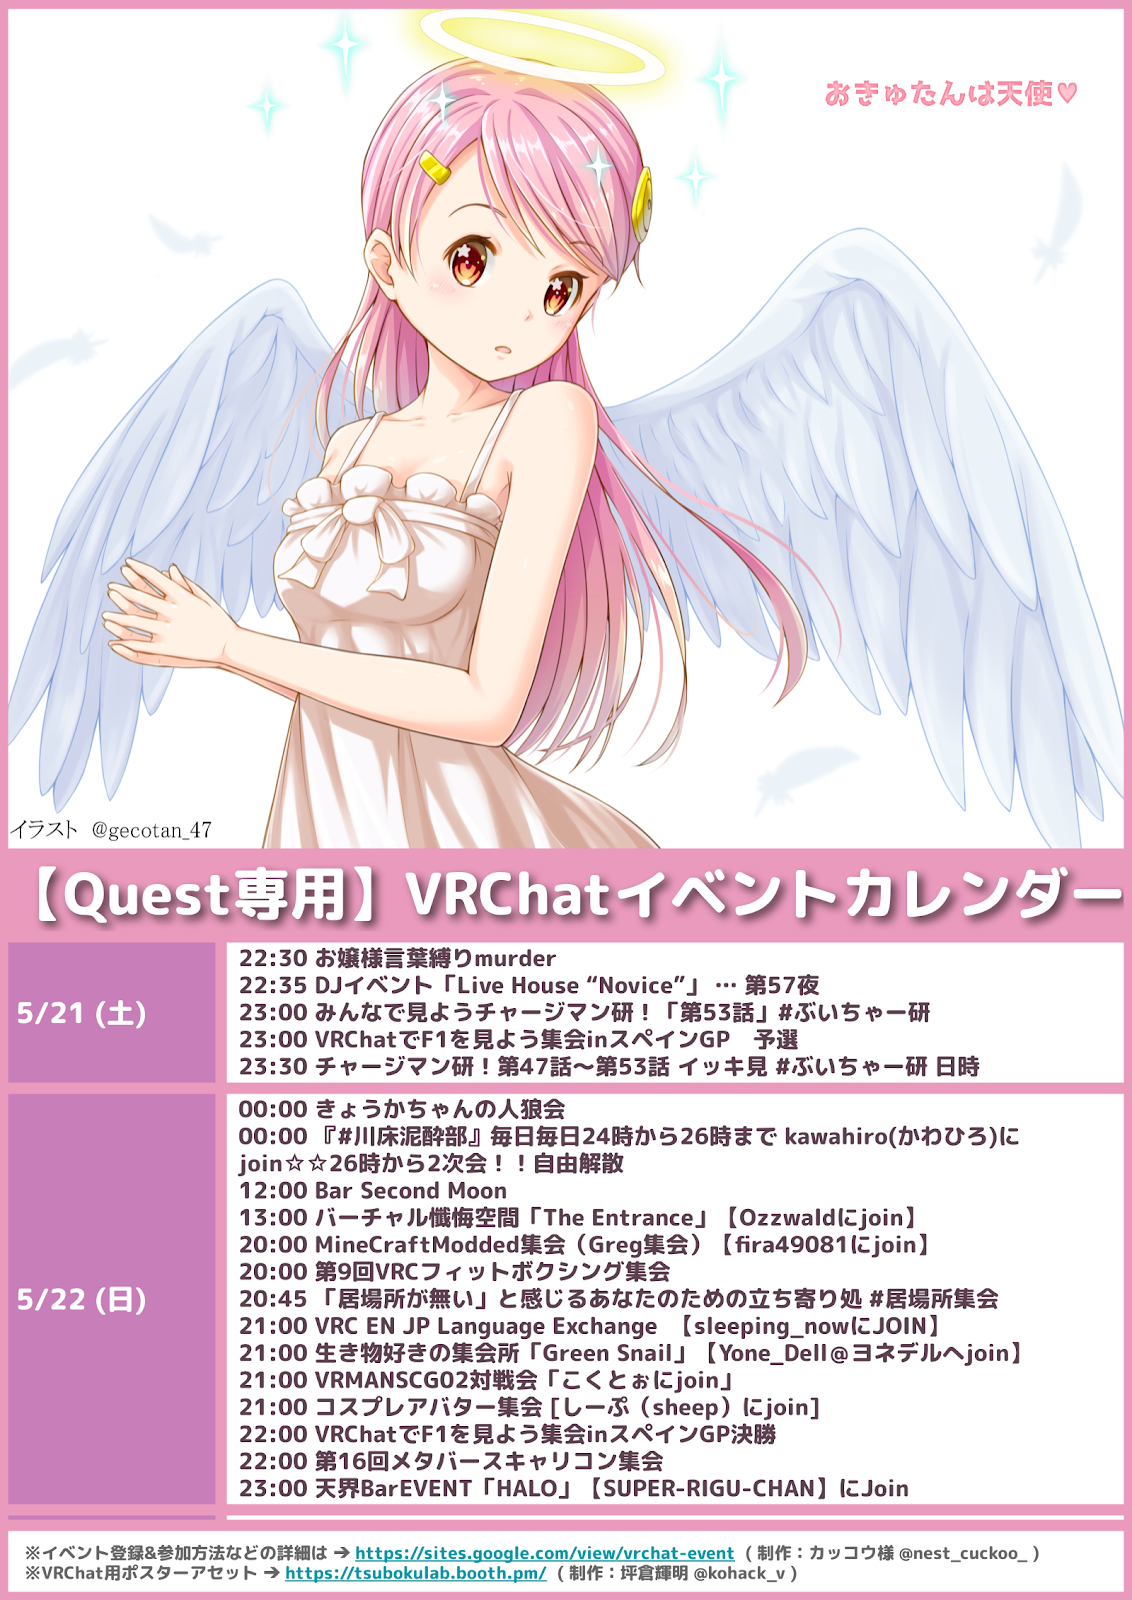 おきゅたんは天使♥
イラスト @gecotan_47
【Quest専用】VRChatイベントカレンダー
5/21 (土)
22:30 お嬢様言葉縛りmurder
22:35 DJイベント「Live House “Novice”」 … 第57夜
23:00 みんなで見ようチャージマン研！「第53話」#ぶいちゃー研
23:00 VRChatでF1を見よう集会inスペインGP　予選
23:30 チャージマン研！第47話～第53話 イッキ見 #ぶいちゃー研 日時
5/22 (日)
00:00 きょうかちゃんの人狼会
00:00 『#川床泥酔部』毎日毎日24時から26時まで kawahiro(かわひろ)に
join☆☆26時から2次会！！自由解散
12:00 Bar Second Moon
13:00 バーチャル懺悔空間「The Entrance」【Ozzwaldにjoin】
20:00 MineCraftModded集会（Greg集会）【fira49081にjoin】
20:00 第9回VRCフィットボクシング集会
20:45 「居場所が無い」と感じるあなたのための立ち寄り処 #居場所集会
21:00 VRC EN JP Language Exchange 【sleeping_nowにJOIN】
21:00 生き物好きの集会所「Green Snail」【Yone_Dell＠ヨネデルへjoin】
21:00 VRMANSCG02対戦会「こくとぉにjoin」
21:00 コスプレアバター集会 [しーぷ（sheep）にjoin]
22:00 VRChatでF1を見よう集会inスペインGP決勝
22:00 第16回メタバースキャリコン集会
23:00 天界BarEVENT「HALO」【SUPER-RIGU-CHAN】にJoin
※イベント登録&参加方法などの詳細は → https://sites.google.com/view/vrchat-event （ 制作：カッコウ様 @nest_cuckoo_ ）
※VRChat用ポスターアセット → https://tsubokulab.booth.pm/ （ 制作：坪倉輝明 @kohack_v ）